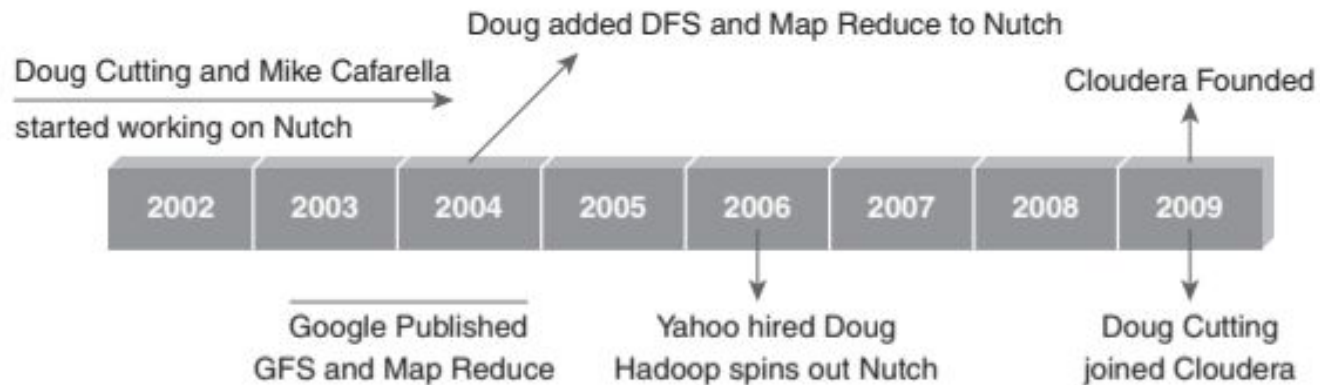 Doug added DFS and Map Reduce to Nutch
Doug Cutting and Mike Cafarella
started working on Nutch
Cloudera Founded
2002 2003 2004 2005 2006 2007 2008 2009
Google Published
GFS and Map Reduce
Yahoo hired Doug
Hadoop spins out Nutch
Doug Cutting
joined Cloudera